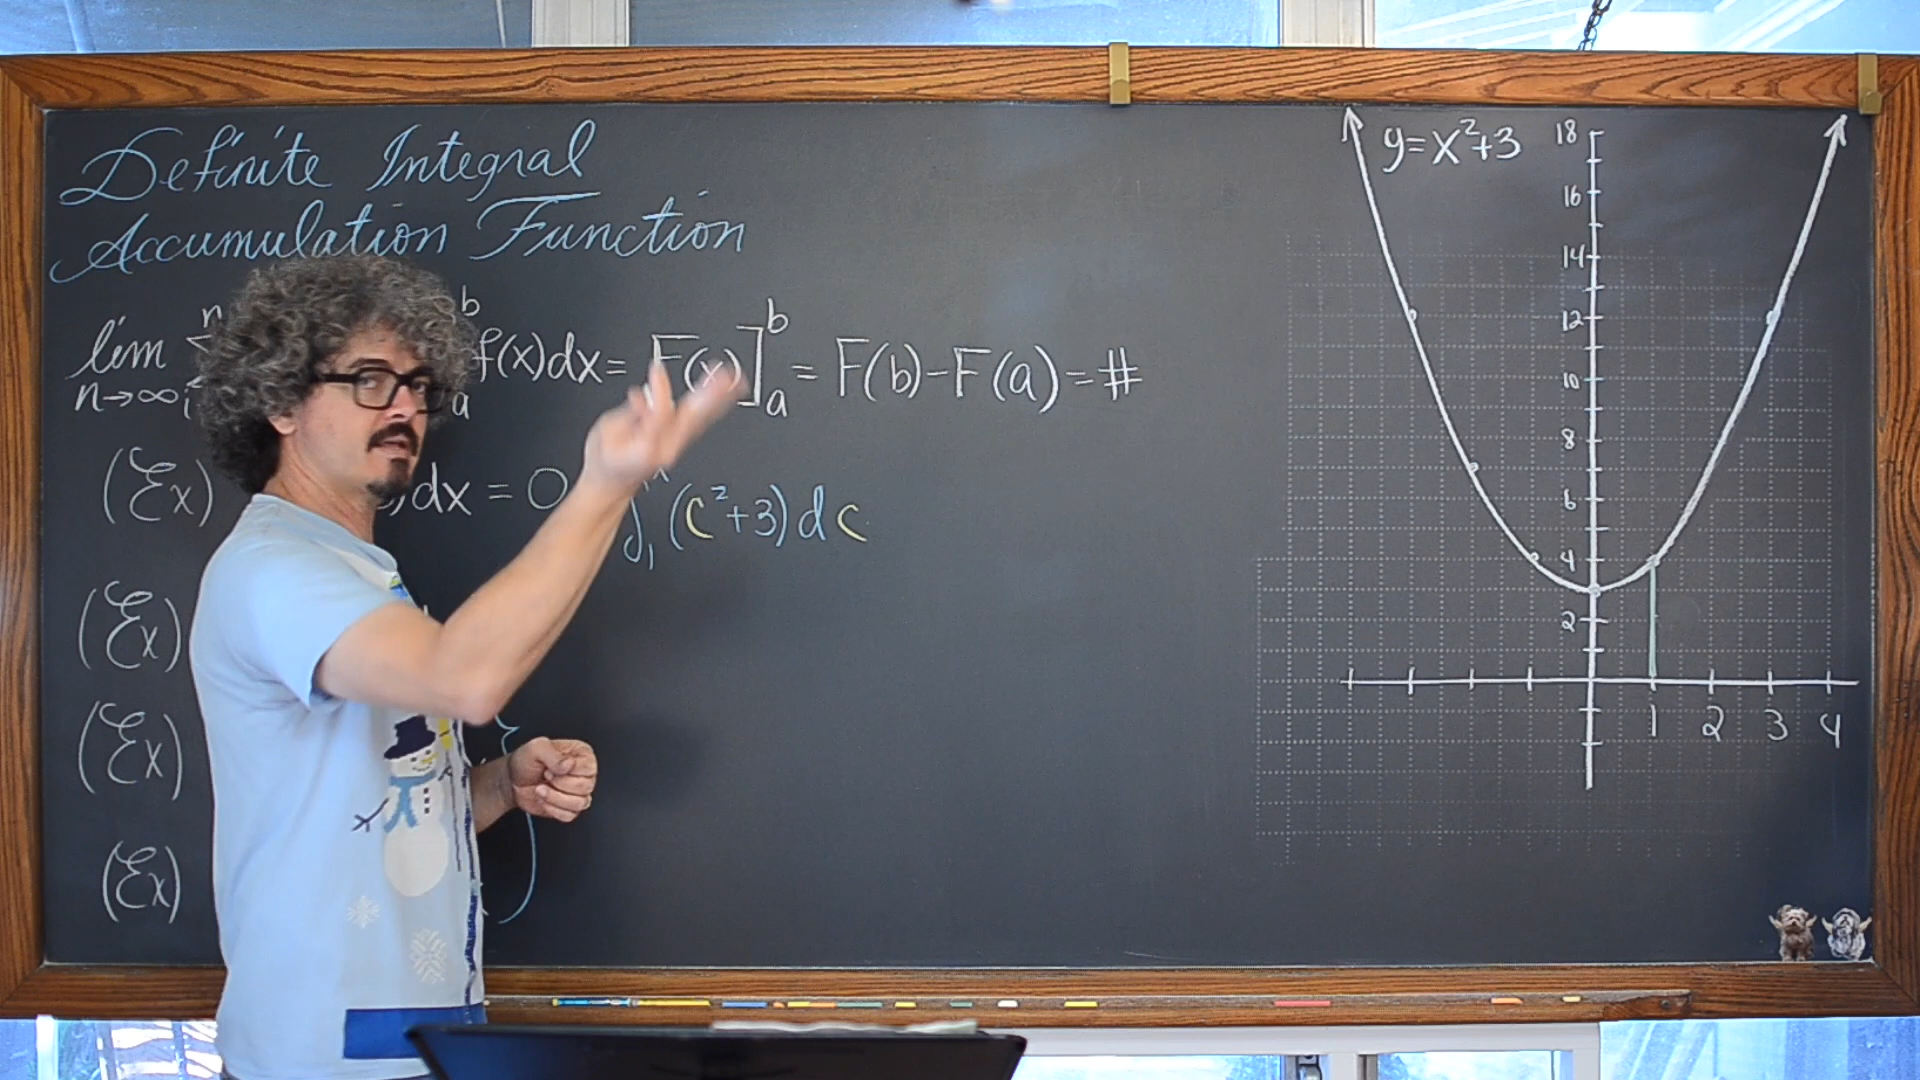 Definite Integral
Accumulation Function
lim n→∞ n i b a f(x)dx = F(x)]ba = F(b)-F(a) = #
(Ex) dx = 0
∫1 (c²+3)dc
(Ex)
(Ex)
(Ex)
y=x²+3
18
16
14
12
10
8
6
4
2
1 2 3 4